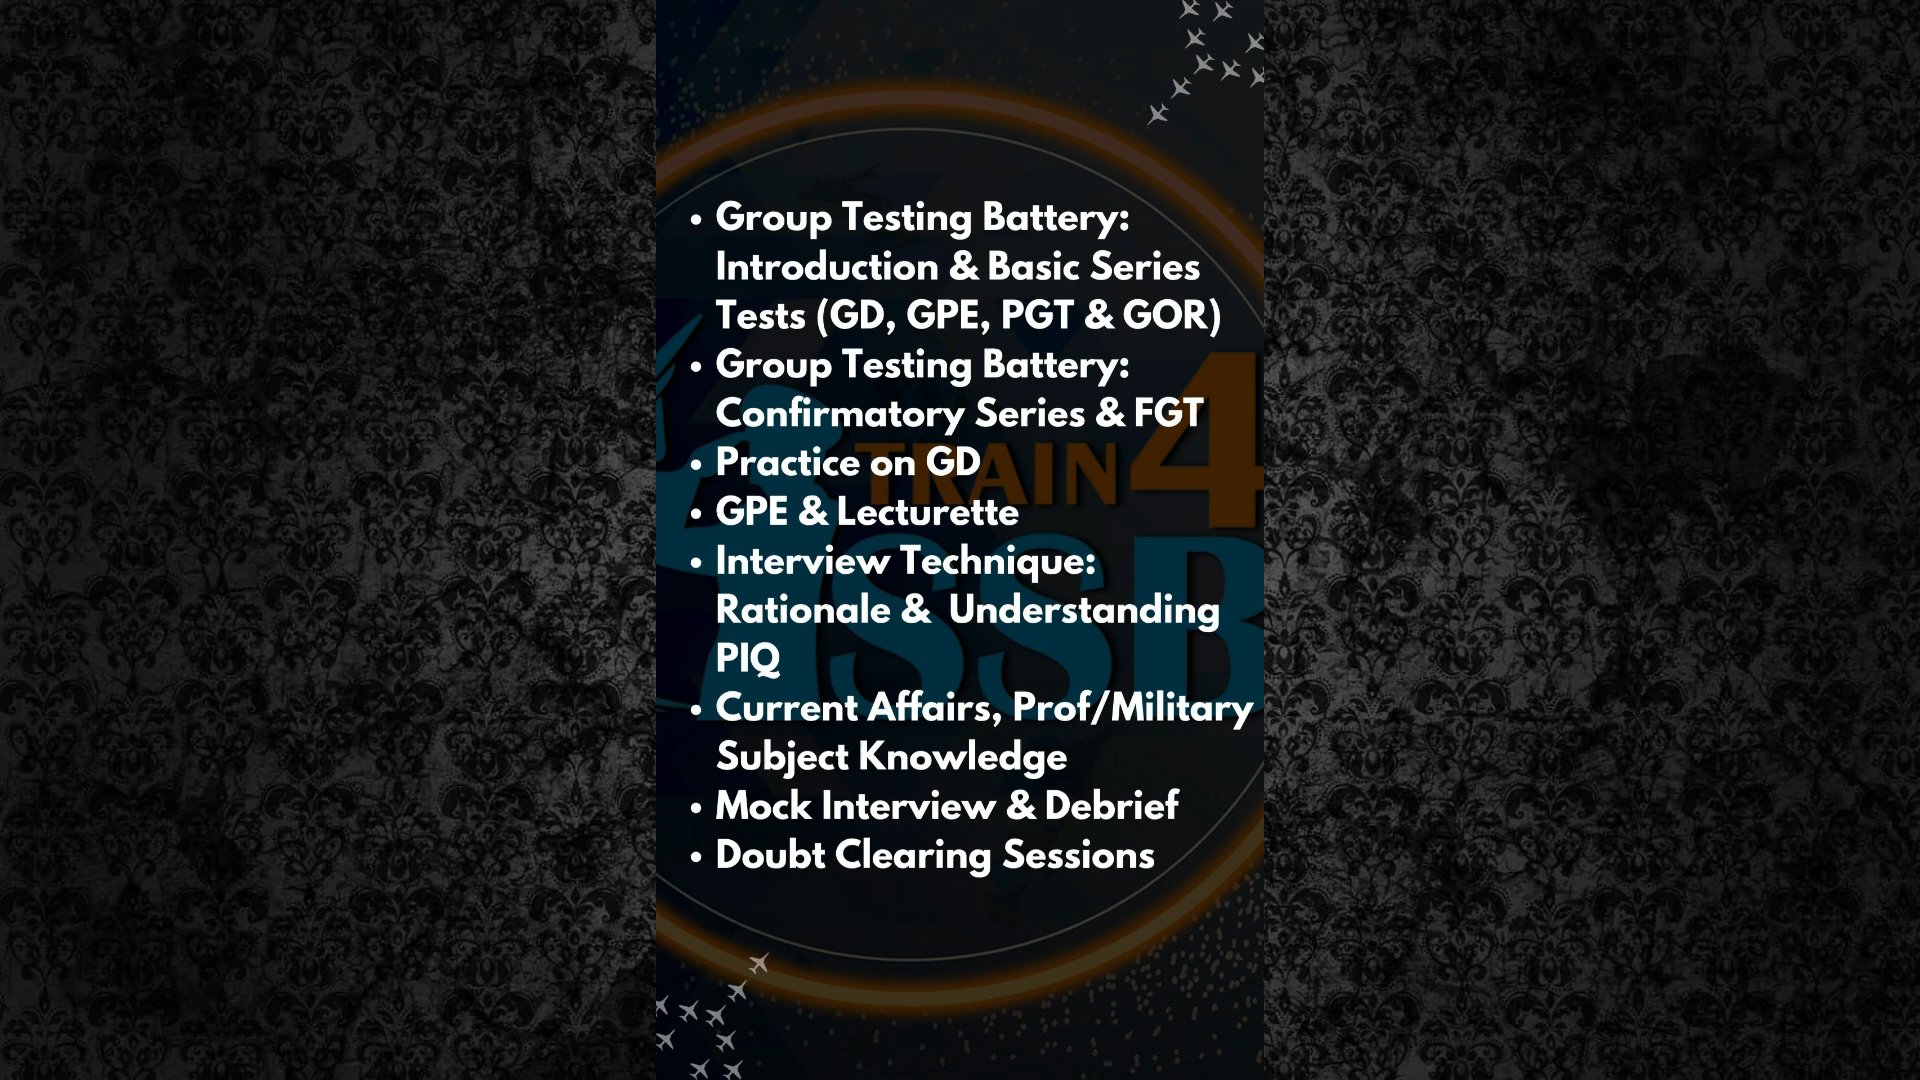 • Group Testing Battery:
Introduction & Basic Series
Tests (GD, GPE, PGT & GOR)
• Group Testing Battery:
Confirmatory Series & FGT
• Practice on GD
• GPE & Lecturette
• Interview Technique:
Rationale &  Understanding
PIQ
• Current Affairs, Prof/Military
Subject Knowledge
• Mock Interview & Debrief
• Doubt Clearing Sessions
TRAIN4
SSB